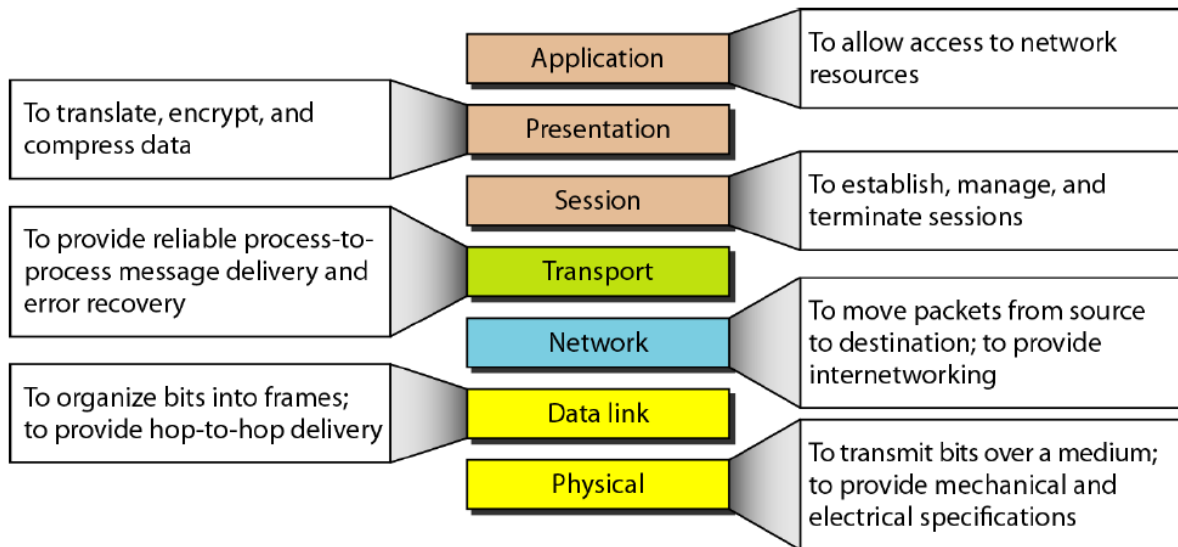 Application
To allow access to network
resources
To translate, encrypt, and
compress data
Presentation
Session
To establish, manage, and
terminate sessions
To provide reliable process-to-
process message delivery and
error recovery
Transport
Network
To move packets from source
to destination; to provide
internetworking
To organize bits into frames;
to provide hop-to-hop delivery
Data link
Physical
To transmit bits over a medium;
to provide mechanical and
electrical specifications